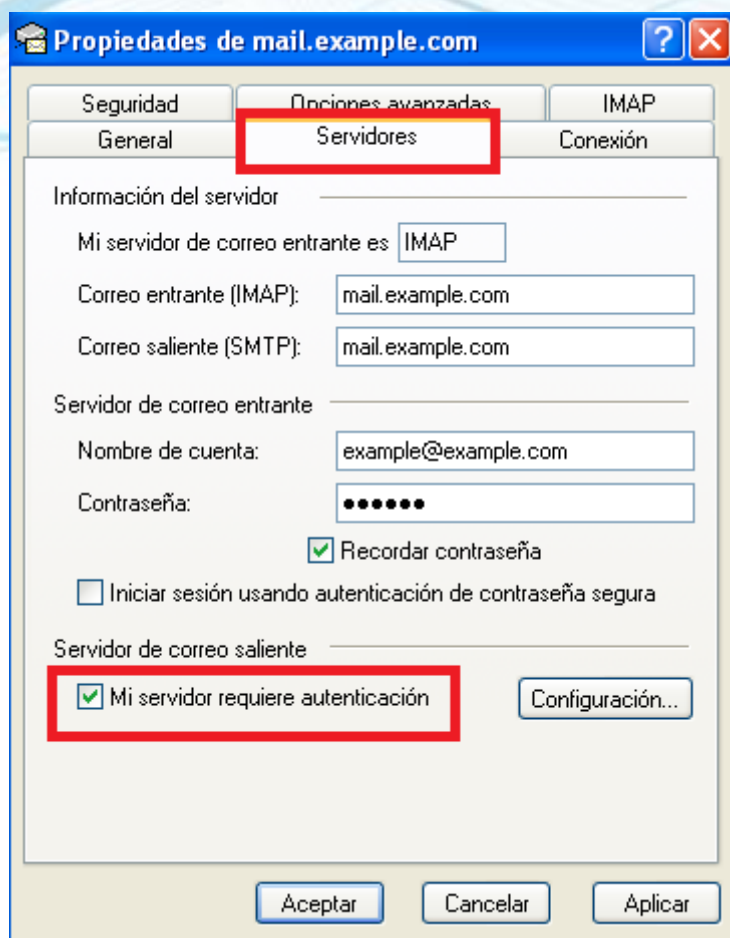 Propiedades de mail.example.com
Seguridad Opciones avanzadas IMAP
General Servidores Conexión
Información del servidor
Mi servidor de correo entrante es IMAP
Correo entrante (IMAP): mail.example.com
Correo saliente (SMTP): mail.example.com
Servidor de correo entrante
Nombre de cuenta: example@example.com
Contraseña: ••••••
Recordar contraseña
Iniciar sesión usando autenticación de contraseña segura
Servidor de correo saliente
Mi servidor requiere autenticación Configuración...
Aceptar Cancelar Aplicar